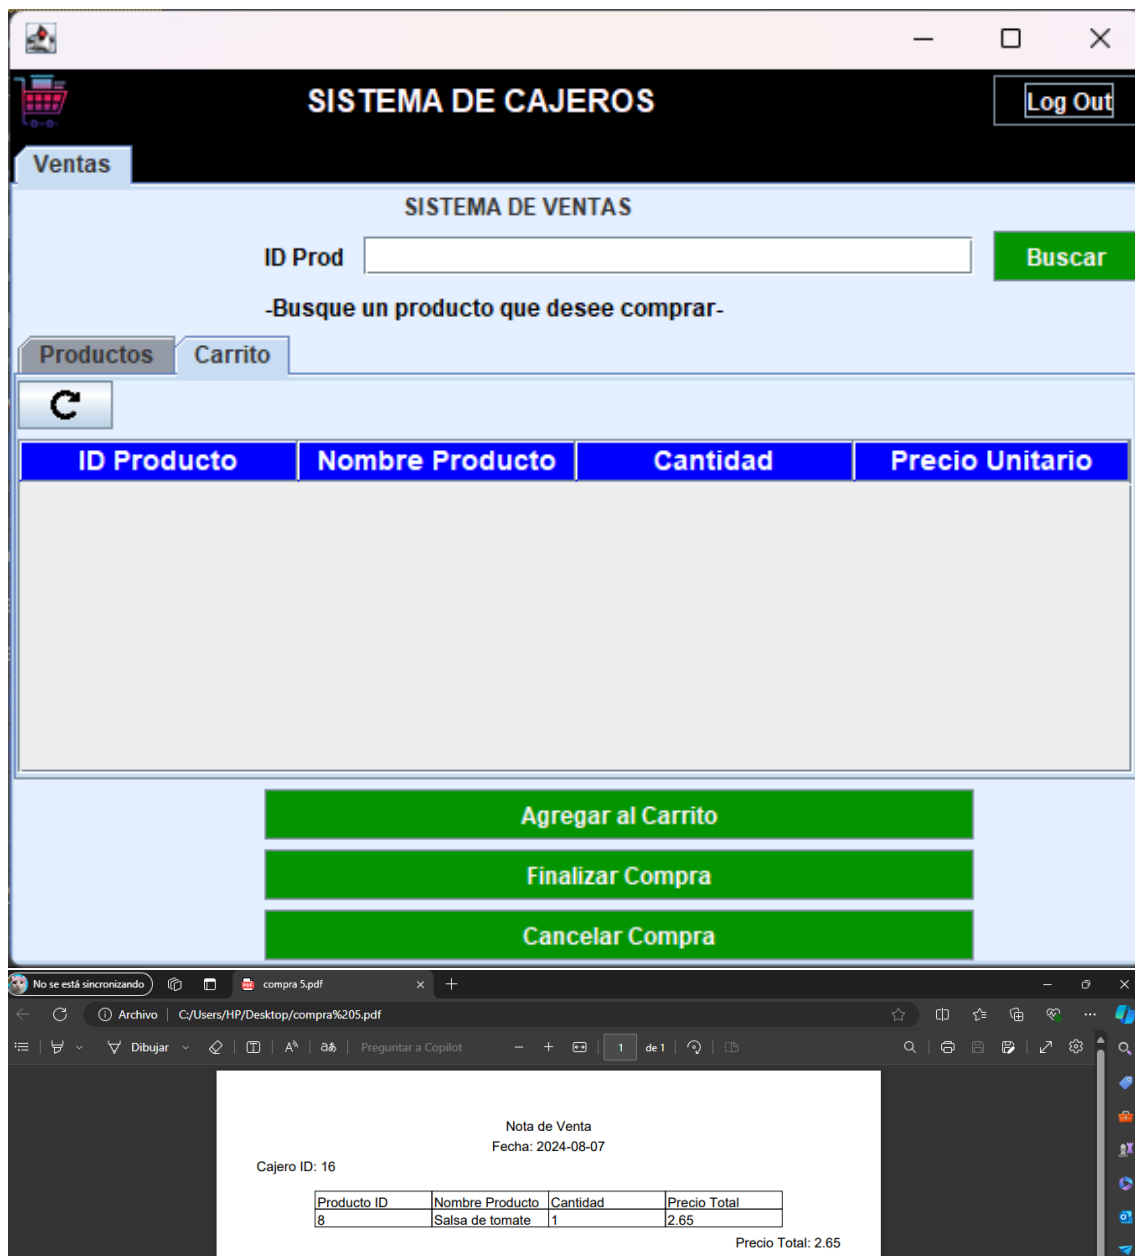 SISTEMA DE CAJEROS
Log Out
Ventas
SISTEMA DE VENTAS
ID Prod
Buscar
-Busque un producto que desee comprar-
Productos Carrito
ID Producto Nombre Producto Cantidad Precio Unitario
Agregar al Carrito
Finalizar Compra
Cancelar Compra
No se está sincronizando
compra 5.pdf
Archivo C:/Users/HP/Desktop/compra%205.pdf
Dibujar aあ Preguntar a Copilot 1 de 1
Nota de Venta
Fecha: 2024-08-07
Cajero ID: 16
Producto ID Nombre Producto Cantidad Precio Total
8 Salsa de tomate 1 2.65
Precio Total: 2.65